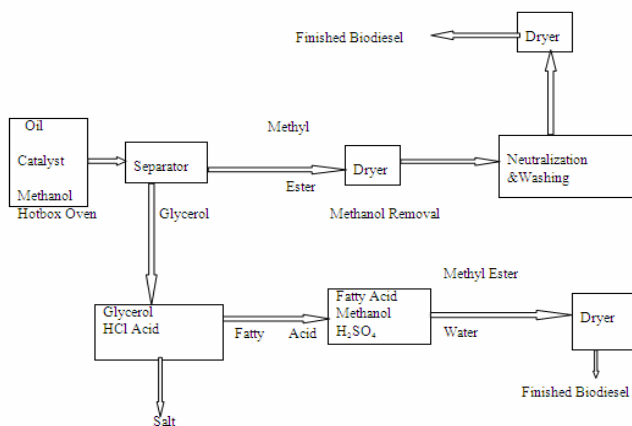 Finished Biodiesel
Dryer
Oil
Catalyst
Methanol
Hotbox Oven
Separator
Methyl
Ester
Dryer
Methanol Removal
Neutralization
&Washing
Glycerol
Glycerol
HCl Acid
Fatty Acid
Fatty Acid
Methanol
H₂SO₄
Methyl Ester
Water
Dryer
Finished Biodiesel
Salt